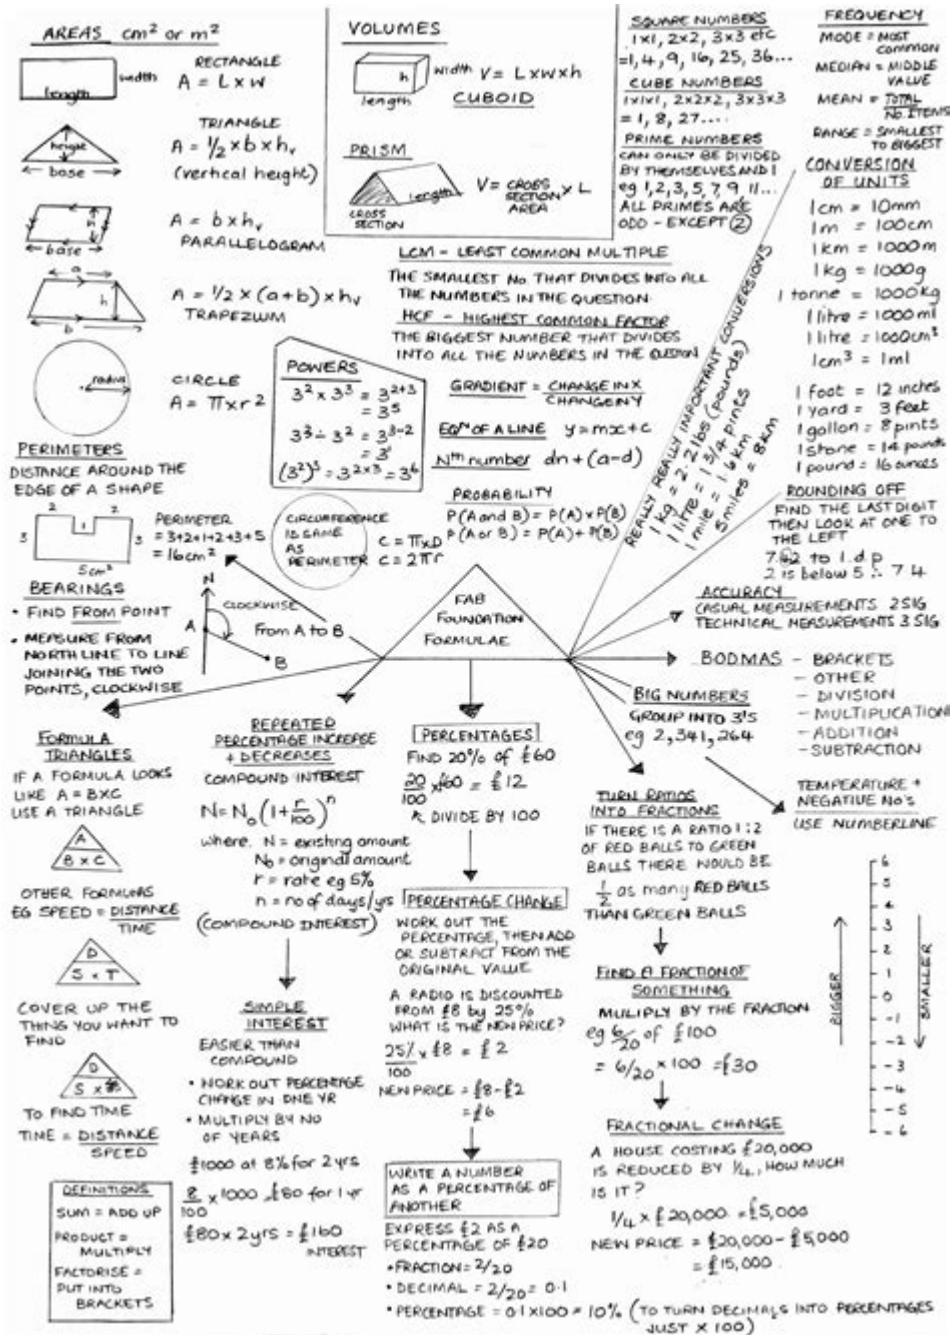 AREAS cm² or m²
RECTANGLE
A = L x w
width
length
TRIANGLE
A = 1/2 x b x hv
(vertical height)
height
base
A = b x hv
PARALLELOGRAM
base
a
h
b
A = 1/2 x (a+b) x hv
TRAPEZIUM
radius
CIRCLE
A = π x r²
VOLUMES
h
width
length
V = L x w x h
CUBOID
PRISM
length
CROSS
SECTION
V = CROSS SECTION AREA x L
SQUARE NUMBERS
1x1, 2x2, 3x3 etc
= 1, 4, 9, 16, 25, 36...
CUBE NUMBERS
1x1x1, 2x2x2, 3x3x3
= 1, 8, 27....
PRIME NUMBERS
CAN ONLY BE DIVIDED
BY THEMSELVES AND 1
eg 1, 2, 3, 5, 7, 9, 11...
ALL PRIMES ARE
ODD - EXCEPT 2
FREQUENCY
MODE = MOST
COMMON
MEDIAN = MIDDLE
VALUE
MEAN = TOTAL
No. ITEMS
RANGE = SMALLEST
TO BIGGEST
CONVERSION
OF UNITS
1cm = 10mm
1m = 100cm
1km = 1000m
1kg = 1000g
1 tonne = 1000kg
1 litre = 1000ml
1 litre = 1000cm³
1cm³ = 1ml
1 foot = 12 inches
1 yard = 3 feet
1 gallon = 8 pints
1 stone = 14 pounds
1 pound = 16 ounces
LCM - LEAST COMMON MULTIPLE
THE SMALLEST No. THAT DIVIDES INTO ALL
THE NUMBERS IN THE QUESTION
HCF - HIGHEST COMMON FACTOR
THE BIGGEST NUMBER THAT DIVIDES
INTO ALL THE NUMBERS IN THE QUESTION
POWERS
3² x 3³ = 3²⁺³
= 3⁵
3³ ÷ 3² = 3³⁻²
= 3¹
(3²)³ = 3²ˣ³ = 3⁶
GRADIENT = CHANGE IN X
CHANGE IN Y
EQⁿ OF A LINE y = mx + c
Nth number dn + (a-d)
PROBABILITY
P(A and B) = P(A) x P(B)
P(A or B) = P(A) + P(B)
REALLY REALLY IMPORTANT CONVERSIONS
1kg = 2.2 lbs (pounds)
1 litre = 1 3/4 pints
1 mile = 1.6 km
5 miles = 8km
PERIMETERS
DISTANCE AROUND THE
EDGE OF A SHAPE
2
2
3
1
3
5cm²
PERIMETER
= 3+2+1+2+3+5
= 16cm²
CIRCUMFERENCE
IS SAME
AS
PERIMETER
C = π x D
C = 2πr
ROUNDING OFF
FIND THE LAST DIGIT
THEN LOOK AT ONE TO
THE LEFT
7.42 to 1.d.p
2 is below 5 ∴ 7.4
ACCURACY
CASUAL MEASUREMENTS 2 SIG
TECHNICAL MEASUREMENTS 3 SIG
BEARINGS
• FIND FROM POINT
• MEASURE FROM
NORTH LINE TO LINE
JOINING THE TWO
POINTS, CLOCKWISE
N
CLOCKWISE
A
From A to B
B
FAB
FOUNDATION
FORMULAE
BODMAS - BRACKETS
- OTHER
- DIVISION
- MULTIPLICATION
- ADDITION
- SUBTRACTION
BIG NUMBERS
GROUP INTO 3'S
eg 2,341,264
FORMULA
TRIANGLES
IF A FORMULA LOOKS
LIKE A = B x C
USE A TRIANGLE
A
B x C
OTHER FORMULAS
EG SPEED = DISTANCE
TIME
D
S x T
COVER UP THE
THING YOU WANT TO
FIND
D
S x
TO FIND TIME
TIME = DISTANCE
SPEED
DEFINITIONS
SUM = ADD UP
PRODUCT =
MULTIPLY
FACTORISE =
PUT INTO
BRACKETS
REPEATED
PERCENTAGE INCREASE
+ DECREASES
COMPOUND INTEREST
N = N₀(1 + r/100)ⁿ
where N = existing amount
N₀ = original amount
r = rate eg 5%
n = no of days/yrs
(COMPOUND INTEREST)
SIMPLE
INTEREST
EASIER THAN
COMPOUND
• WORK OUT PERCENTAGE
CHANGE IN ONE YR
• MULTIPLY BY NO
OF YEARS
£1000 at 8% for 2 yrs
8/100 x 1000 = £80 for 1 yr
£80 x 2yrs = £160
INTEREST
PERCENTAGES
FIND 20% of £60
20/100 x £60 = £12
DIVIDE BY 100
PERCENTAGE CHANGE
WORK OUT THE
PERCENTAGE, THEN ADD
OR SUBTRACT FROM THE
ORIGINAL VALUE
A RADIO IS DISCOUNTED
FROM £8 by 25%
WHAT IS THE NEW PRICE?
25%/100 x £8 = £2
NEW PRICE = £8 - £2
= £6
WRITE A NUMBER
AS A PERCENTAGE OF
ANOTHER
EXPRESS £2 AS A
PERCENTAGE OF £20
• FRACTION = 2/20
• DECIMAL = 2/20 = 0.1
• PERCENTAGE = 0.1 x 100 = 10% (TO TURN DECIMALS INTO PERCENTAGES
JUST x 100)
TURN RATIOS
INTO FRACTIONS
IF THERE IS A RATIO 1:2
OF RED BALLS TO GREEN
BALLS THERE WOULD BE
1/2 as many RED BALLS
THAN GREEN BALLS
FIND A FRACTION OF
SOMETHING
MULIPLY BY THE FRACTION
eg 6/20 of £100
= 6/20 x 100 = £30
FRACTIONAL CHANGE
A HOUSE COSTING £20,000
IS REDUCED BY 1/4, HOW MUCH
IS IT?
1/4 x £20,000 = £5,000
NEW PRICE = £20,000 - £5,000
= £15,000
TEMPERATURE +
NEGATIVE No's
USE NUMBERLINE
BIGGER
SMALLER
6
5
4
3
2
1
0
-1
-2
-3
-4
-5
-6